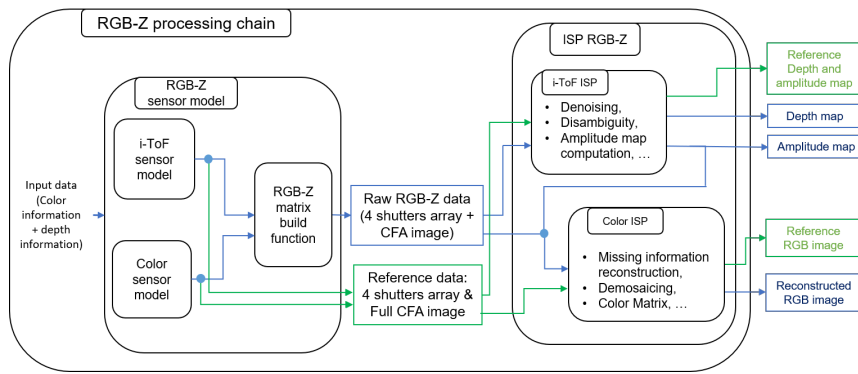 RGB-Z processing chain
RGB-Z
sensor model
i-ToF
sensor
model
Input data
(Color
information
+ depth
information)
Color
sensor
model
RGB-Z
matrix
build
function
Raw RGB-Z data
(4 shutters array +
CFA image)
Reference data:
4 shutters array &
Full CFA image
ISP RGB-Z
i-ToF ISP
• Denoising,
• Disambiguity,
• Amplitude map
computation, …
Color ISP
• Missing information
reconstruction,
• Demosaicing,
• Color Matrix, …
Reference
Depth and
amplitude map
Depth map
Amplitude map
Reference
RGB image
Reconstructed
RGB image